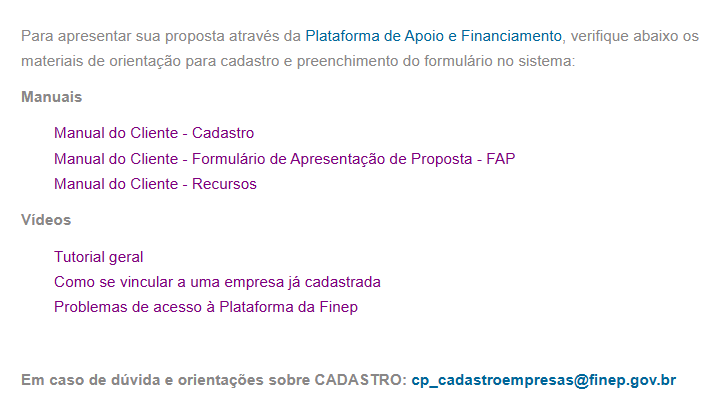 Para apresentar sua proposta através da Plataforma de Apoio e Financiamento, verifique abaixo os
materiais de orientação para cadastro e preenchimento do formulário no sistema:
Manuais
Manual do Cliente - Cadastro
Manual do Cliente - Formulário de Apresentação de Proposta - FAP
Manual do Cliente - Recursos
Vídeos
Tutorial geral
Como se vincular a uma empresa já cadastrada
Problemas de acesso à Plataforma da Finep
Em caso de dúvida e orientações sobre CADASTRO: cp_cadastroempresas@finep.gov.br